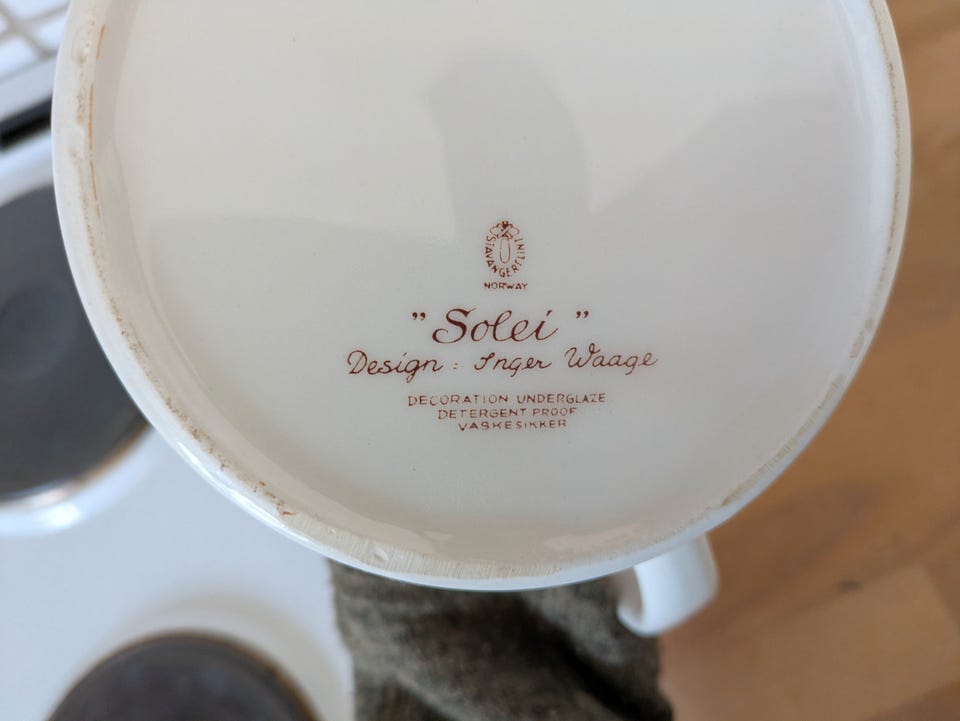 STAVANGERFLINT
NORWAY
" Solei "
Design : Inger Waage
DECORATION UNDERGLAZE
DETERGENT PROOF
VASKESIKKER